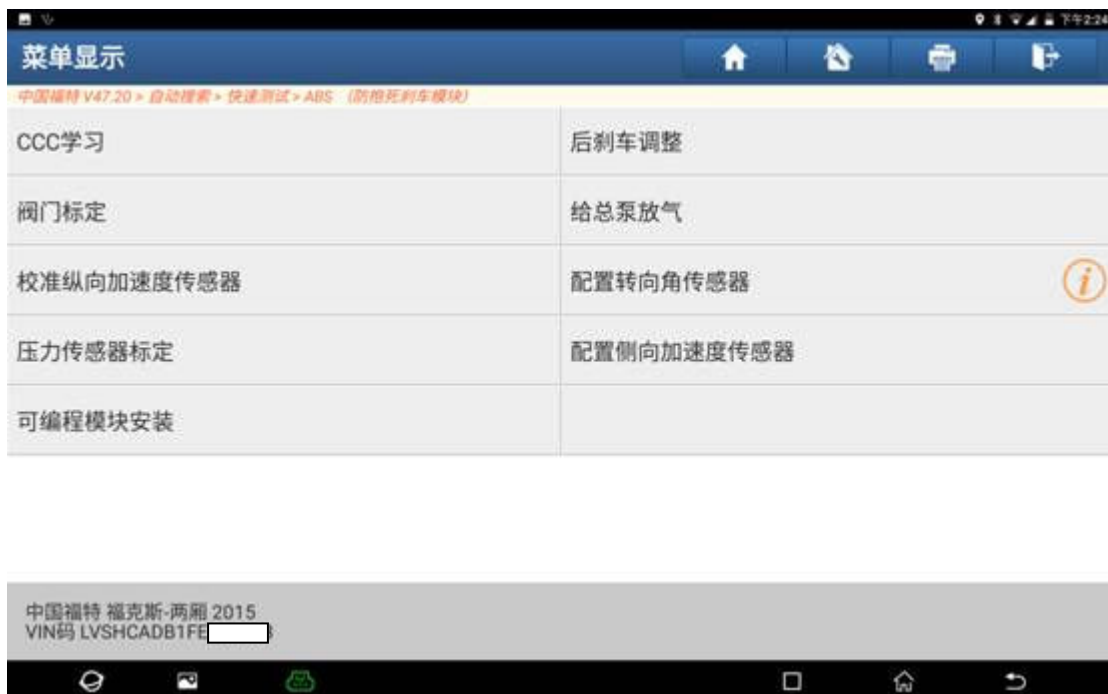 下午2:24
菜单显示
中国福特 V47.20 > 自动搜索 > 快速测试 > ABS （防抱死刹车模块）
CCC学习
后刹车调整
阀门标定
给总泵放气
校准纵向加速度传感器
配置转向角传感器
i
压力传感器标定
配置侧向加速度传感器
可编程模块安装
中国福特 福克斯-两厢 2015
VIN码 LVSHCADB1FE